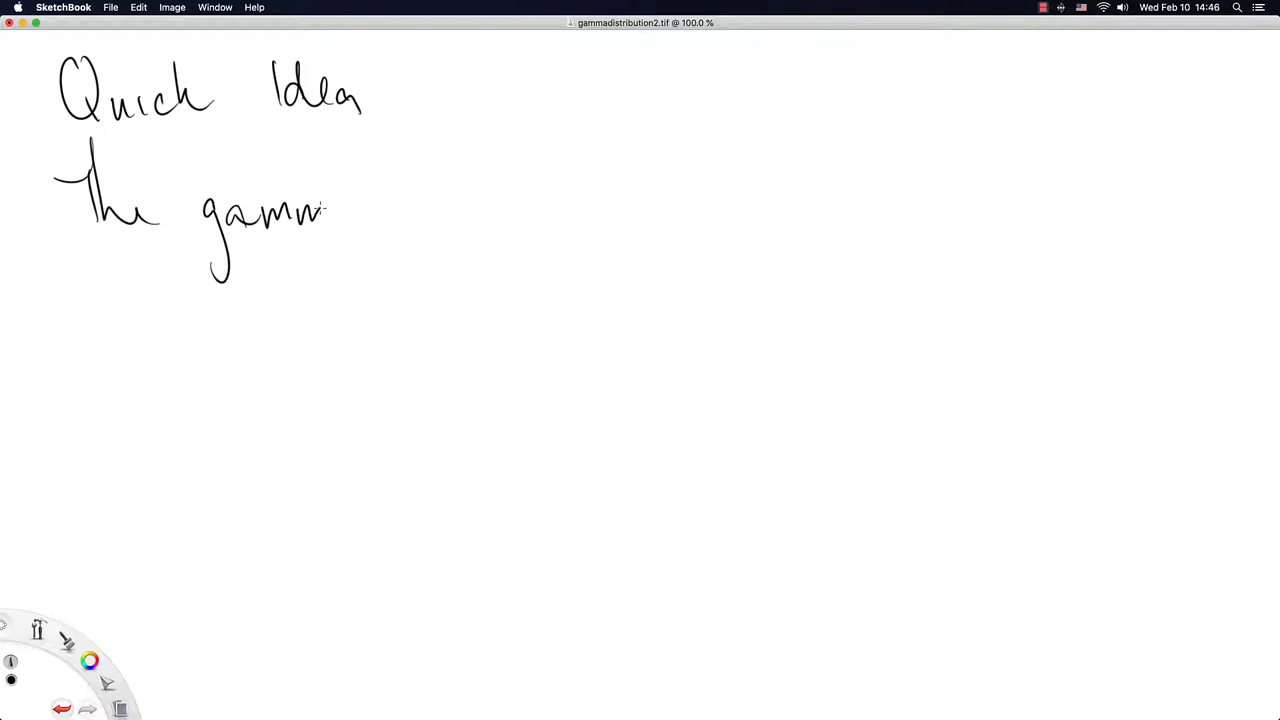 SketchBook File Edit Image Window Help Wed Feb 10 14:46
gammadistribution2.tif @ 100.0 %
Quick Idea
The gamm